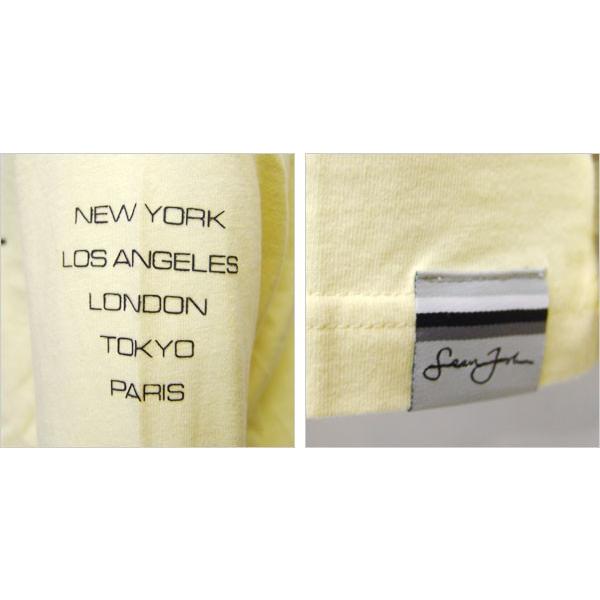 NEW YORK
LOS ANGELES
LONDON
TOKYO
PARIS
Sean John